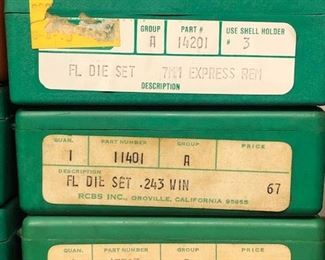 GROUP PART # USE SHELL HOLDER
A 14201 # 3
FL DIE SET 7MM EXPRESS REM
DESCRIPTION
QUAN. PART NUMBER GROUP PRICE
1 11401 A
DESCRIPTION
FL DIE SET .243 WIN 67
RCBS INC., OROVILLE, CALIFORNIA 95965
QUAN. PART NUMBER GROUP PRICE